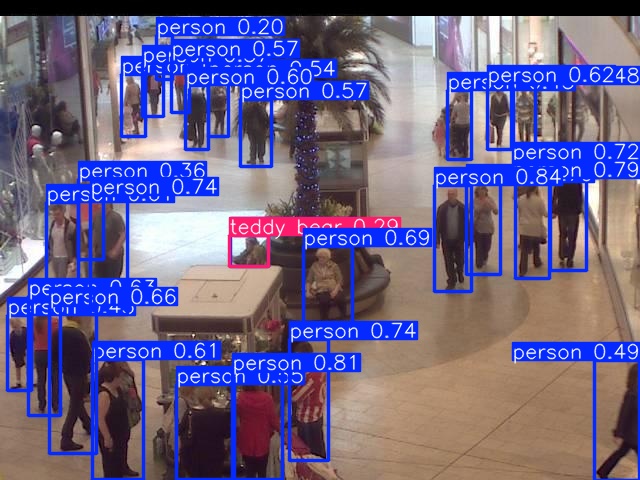 person 0.20
person 0.57
0.54
person 0.60
person 0.57
person 0.6248
person 0.72
0.79
person 0.84
person 0.36
person 0.74
teddy bear 0.29
person 0.69
person 0.66
person 0.74
person 0.61
person 0.81
person 0.49